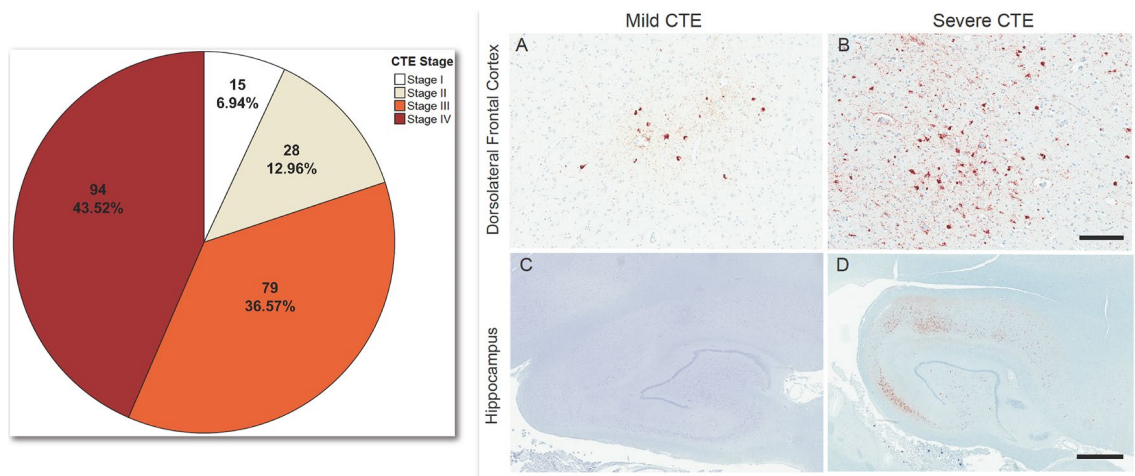 CTE Stage
Stage I
Stage II
Stage III
Stage IV
15
6.94%
28
12.96%
79
36.57%
94
43.52%
Mild CTE
Severe CTE
Dorsolateral Frontal Cortex
A
B
Hippocampus
C
D